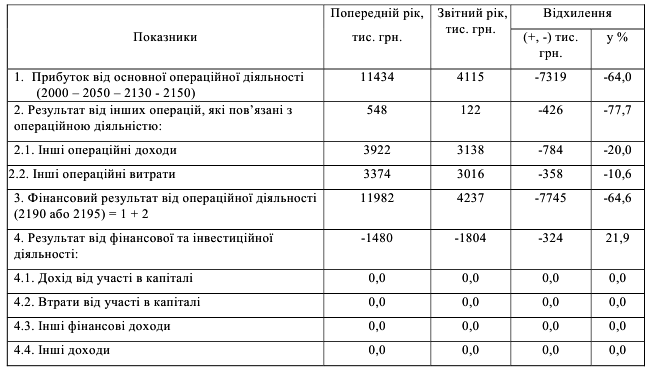 Показники Попередній рік, тис. грн. Звітний рік, тис. грн. Відхилення
(+, -) тис. грн. у %
1. Прибуток від основної операційної діяльності (2000 – 2050 – 2130 - 2150) 11434 4115 -7319 -64,0
2. Результат від інших операцій, які пов’язані з операційною діяльністю: 548 122 -426 -77,7
2.1. Інші операційні доходи 3922 3138 -784 -20,0
2.2. Інші операційні витрати 3374 3016 -358 -10,6
3. Фінансовий результат від операційної діяльності (2190 або 2195) = 1 + 2 11982 4237 -7745 -64,6
4. Результат від фінансової та інвестиційної діяльності: -1480 -1804 -324 21,9
4.1. Дохід від участі в капіталі 0,0 0,0 0,0 0,0
4.2. Втрати від участі в капіталі 0,0 0,0 0,0 0,0
4.3. Інші фінансові доходи 0,0 0,0 0,0 0,0
4.4. Інші доходи 0,0 0,0 0,0 0,0